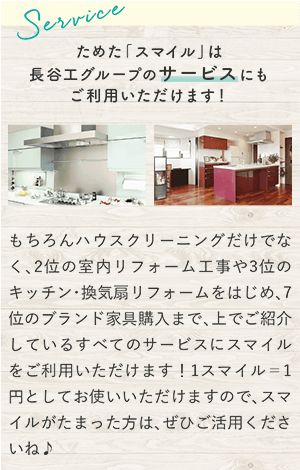 Service
ためた「スマイル」は
長谷工グループのサービスにも
ご利用いただけます!
もちろんハウスクリーニングだけでな
く、2位の室内リフォーム工事や3位の
キッチン・換気扇リフォームをはじめ、7
位のブランド家具購入まで、上でご紹介
しているすべてのサービスにスマイル
をご利用いただけます!1スマイル=1
円としてお使いいただけますので、スマ
イルがたまった方は、ぜひご活用くださ
いね♪